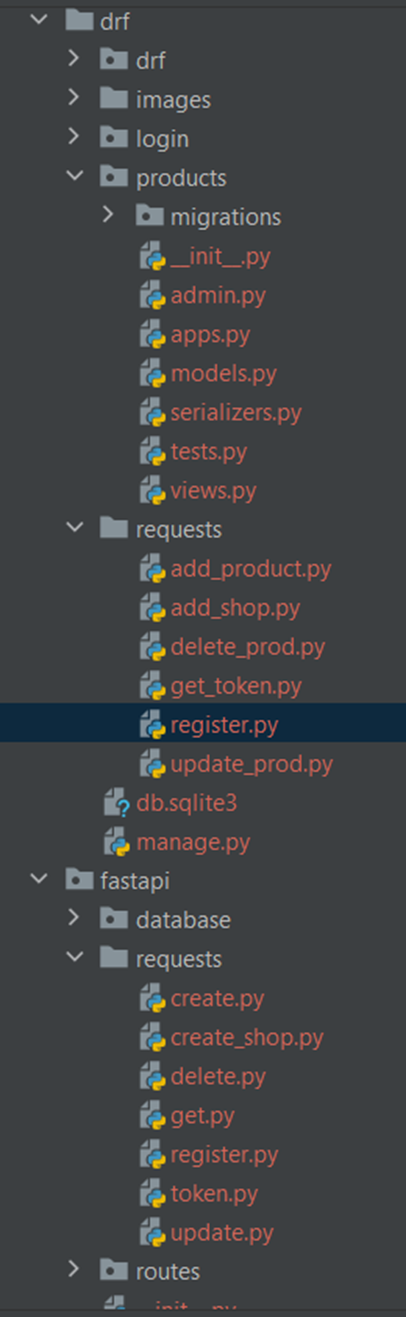 drf
drf
images
login
products
migrations
__init__.py
admin.py
apps.py
models.py
serializers.py
tests.py
views.py
requests
add_product.py
add_shop.py
delete_prod.py
get_token.py
register.py
update_prod.py
db.sqlite3
manage.py
fastapi
database
requests
create.py
create_shop.py
delete.py
get.py
register.py
token.py
update.py
routes
__init__.py